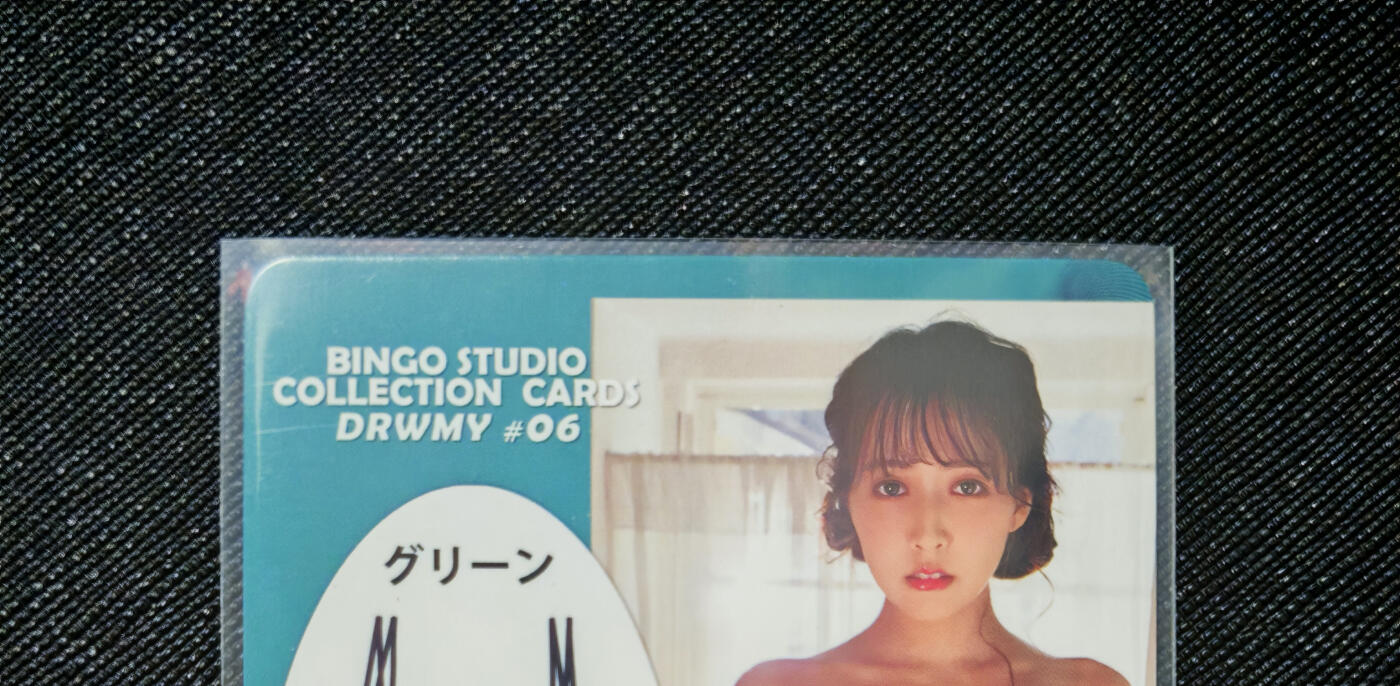 BINGO STUDIO
COLLECTION CARDS
DRWMY #06
グリーン